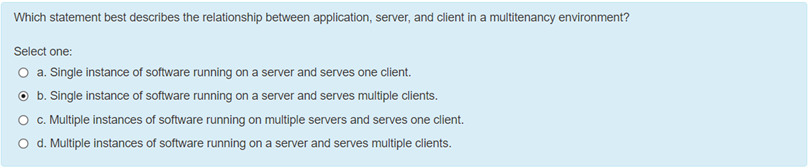 Which statement best describes the relationship between application, server, and client in a multitenancy environment?
Select one:
a. Single instance of software running on a server and serves one client.
b. Single instance of software running on a server and serves multiple clients.
c. Multiple instances of software running on multiple servers and serves one client.
d. Multiple instances of software running on a server and serves multiple clients.